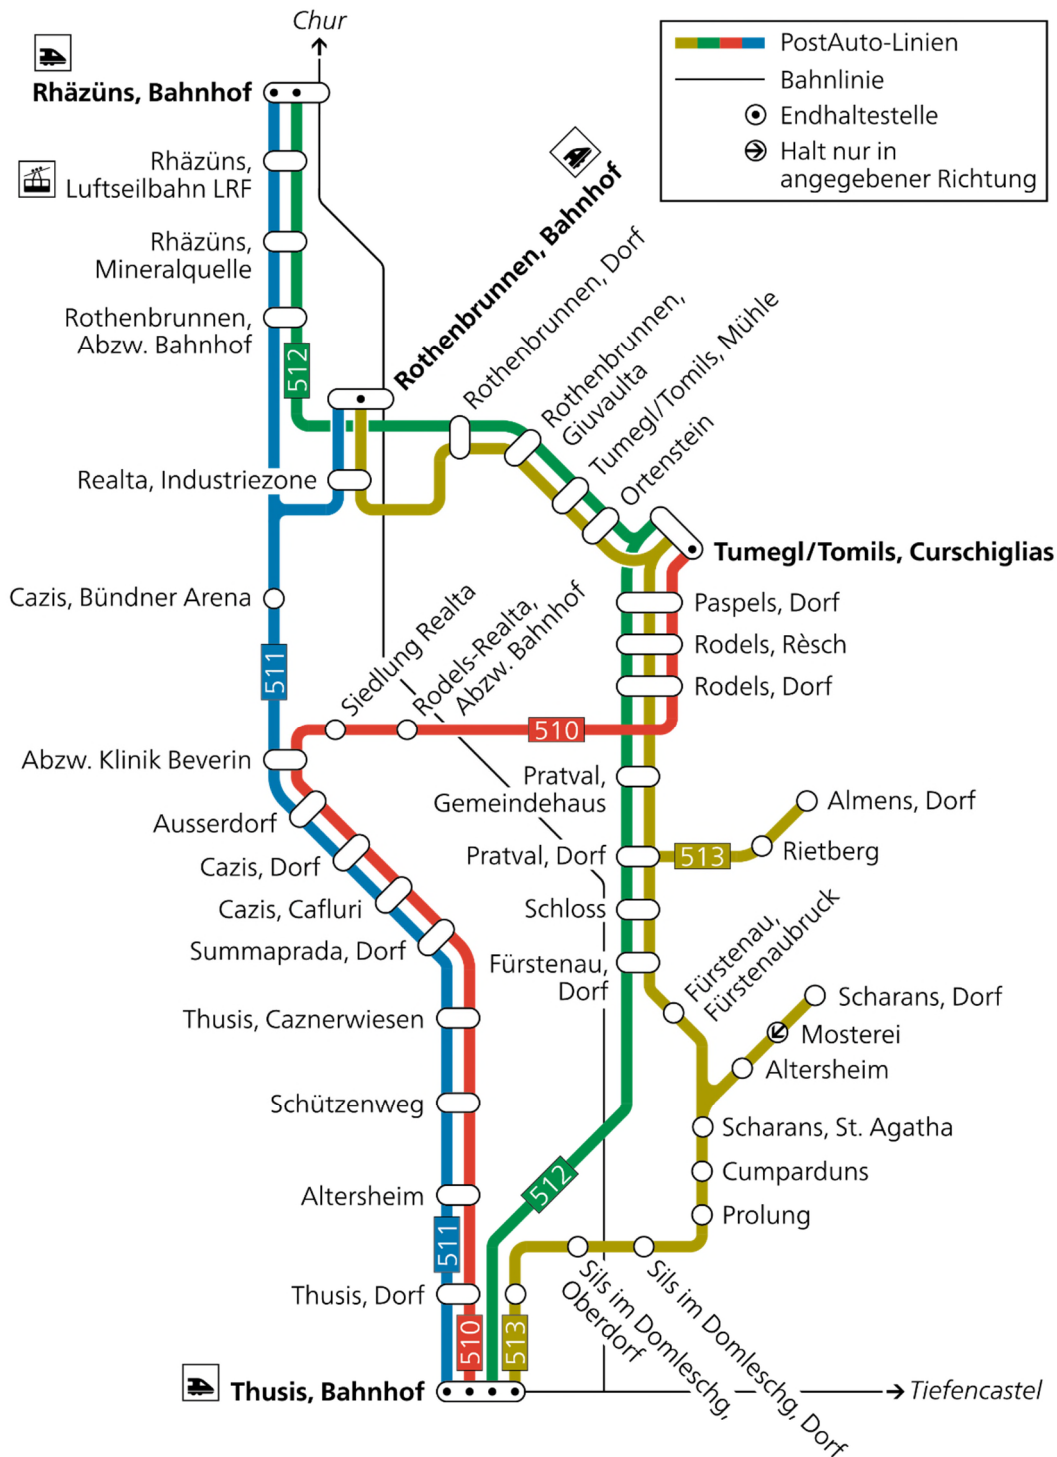 Chur
PostAuto-Linien
Bahnlinie
Endhaltestelle
Halt nur in
angegebener Richtung
Rhäzüns, Bahnhof
Rhäzüns,
Luftseilbahn LRF
Rhäzüns,
Mineralquelle
Rothenbrunnen,
Abzw. Bahnhof
512
Rothenbrunnen, Bahnhof
Rothenbrunnen, Dorf
Rothenbrunnen,
Giuvaulta
Tumegl/Tomils, Mühle
Ortenstein
Realta, Industriezone
Tumegl/Tomils, Curschiglias
Cazis, Bündner Arena
Paspels, Dorf
Rodels, Rèsch
Rodels, Dorf
511
Siedlung Realta
Rodels-Realta,
Abzw. Bahnhof
510
Abzw. Klinik Beverin
Pratval,
Gemeindehaus
Almens, Dorf
Ausserdorf
Rietberg
Cazis, Dorf
Pratval, Dorf
513
Cazis, Cafluri
Schloss
Summaprada, Dorf
Fürstenau,
Dorf
Fürstenau,
Fürstenaubruck
Scharans, Dorf
Thusis, Caznerwiesen
Mosterei
Altersheim
Schützenweg
Scharans, St. Agatha
Cumparduns
512
Altersheim
Prolung
511
Thusis, Dorf
Sils im Domleschg,
Oberdorf
Sils im Domleschg, Dorf
510
513
Thusis, Bahnhof
Tiefencastel